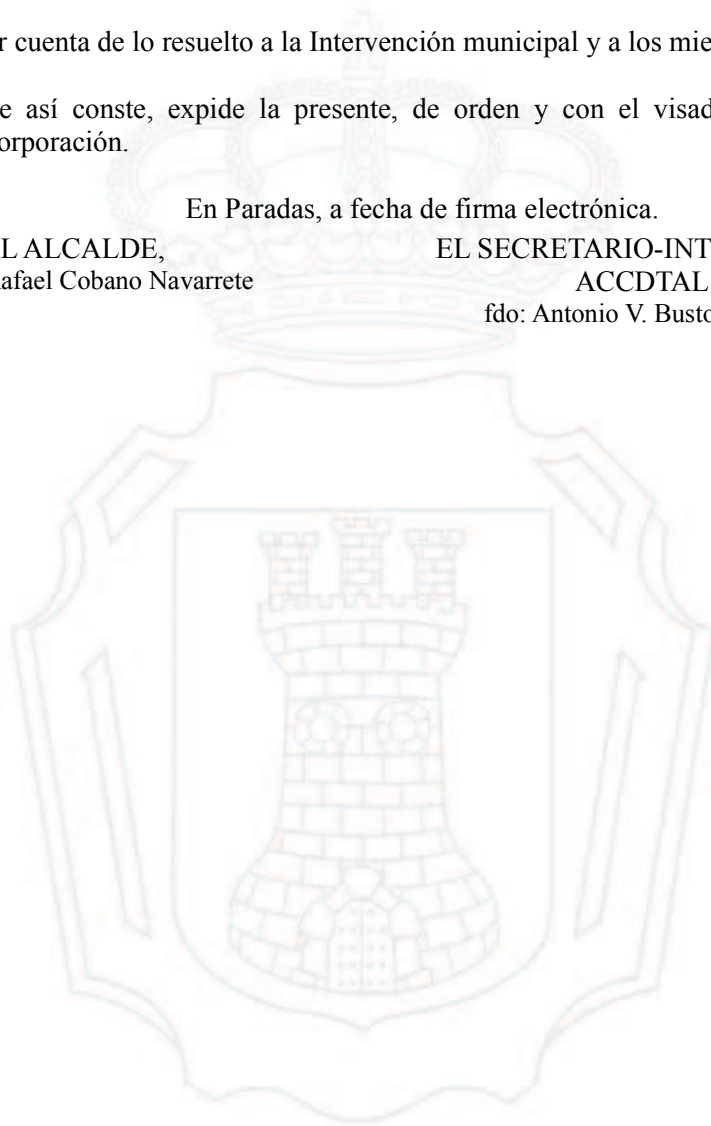 r cuenta de lo resuelto a la Intervención municipal y a los mie
e así conste, expide la presente, de orden y con el visad
orporación.
En Paradas, a fecha de firma electrónica.
L ALCALDE,
afael Cobano Navarrete
EL SECRETARIO-INT
ACCDTAL
fdo: Antonio V. Busto